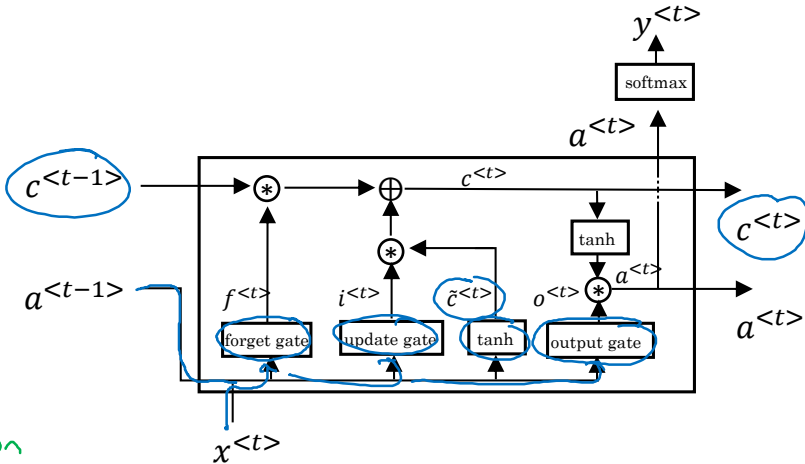 y<t>
softmax
a<t>
c<t-1>
c<t>
c<t>
tanh
a<t-1>
f<t>
i<t>
c̃<t>
o<t>
a<t>
a<t>
forget gate
update gate
tanh
output gate
x<t>